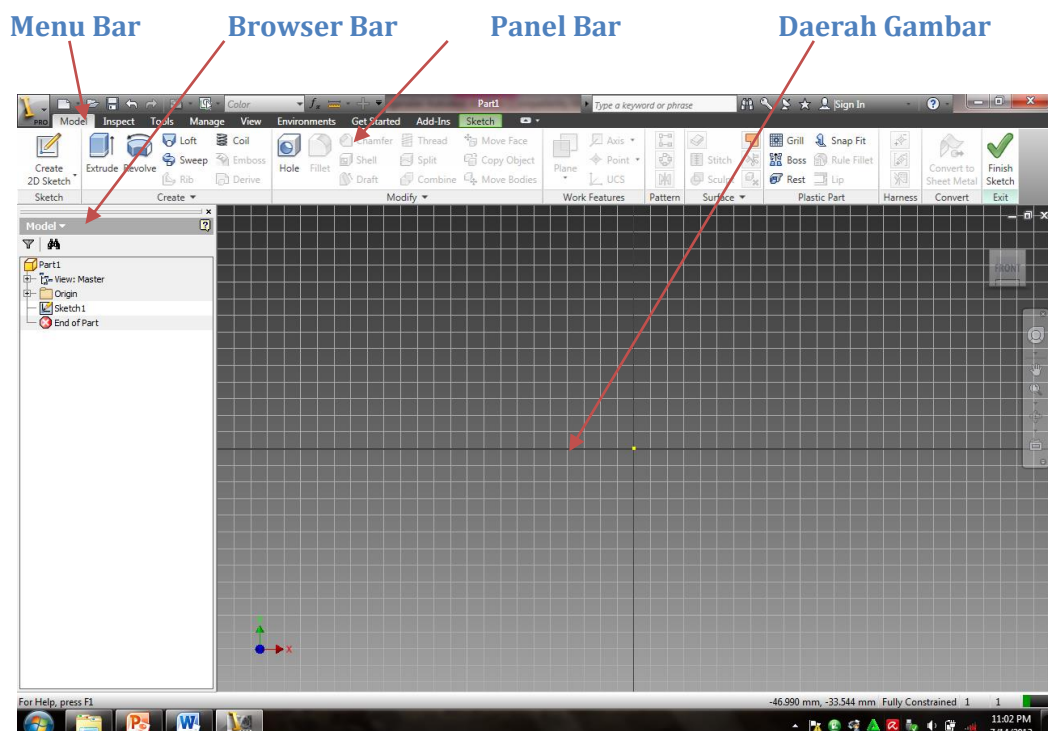 Menu Bar Browser Bar Panel Bar Daerah Gambar
Color Part1 Type a keyword or phrase Sign In
PRO Model Inspect Tools Manage View Environments Get Started Add-Ins Sketch
Create 2D Sketch
Extrude Revolve
Loft
Sweep
Rib
Coil
Emboss
Derive
Hole Fillet
Chamfer
Shell
Draft
Thread
Split
Combine
Move Face
Copy Object
Move Bodies
Plane
Axis
Point
UCS
Stitch
Sculpt
Grill Snap Fit
Boss Rule Fillet
Rest Lip
Convert to
Sheet Metal
Finish
Sketch
Sketch Create Modify Work Features Pattern Surface Plastic Part Harness Convert Exit
Model
Part1
View: Master
Origin
Sketch1
End of Part
FRONT
X
For Help, press F1 -46.990 mm, -33.544 mm Fully Constrained 1 1
11:02 PM